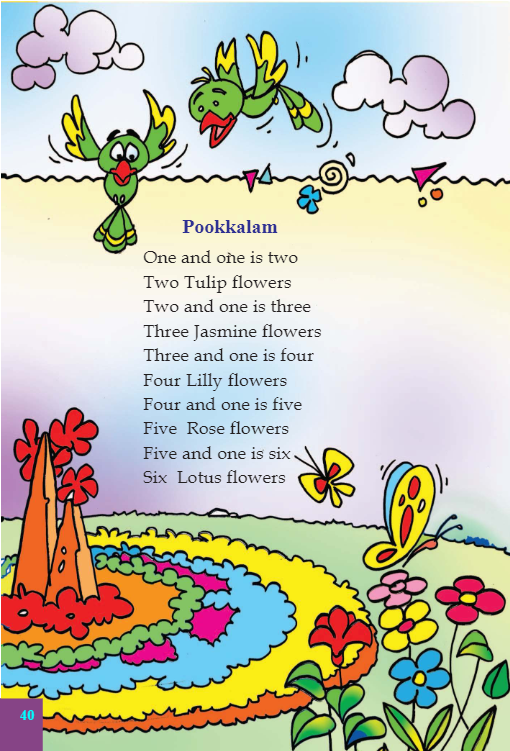 Pookkalam
One and one is two
Two Tulip flowers
Two and one is three
Three Jasmine flowers
Three and one is four
Four Lilly flowers
Four and one is five
Five Rose flowers
Five and one is six
Six Lotus flowers
40